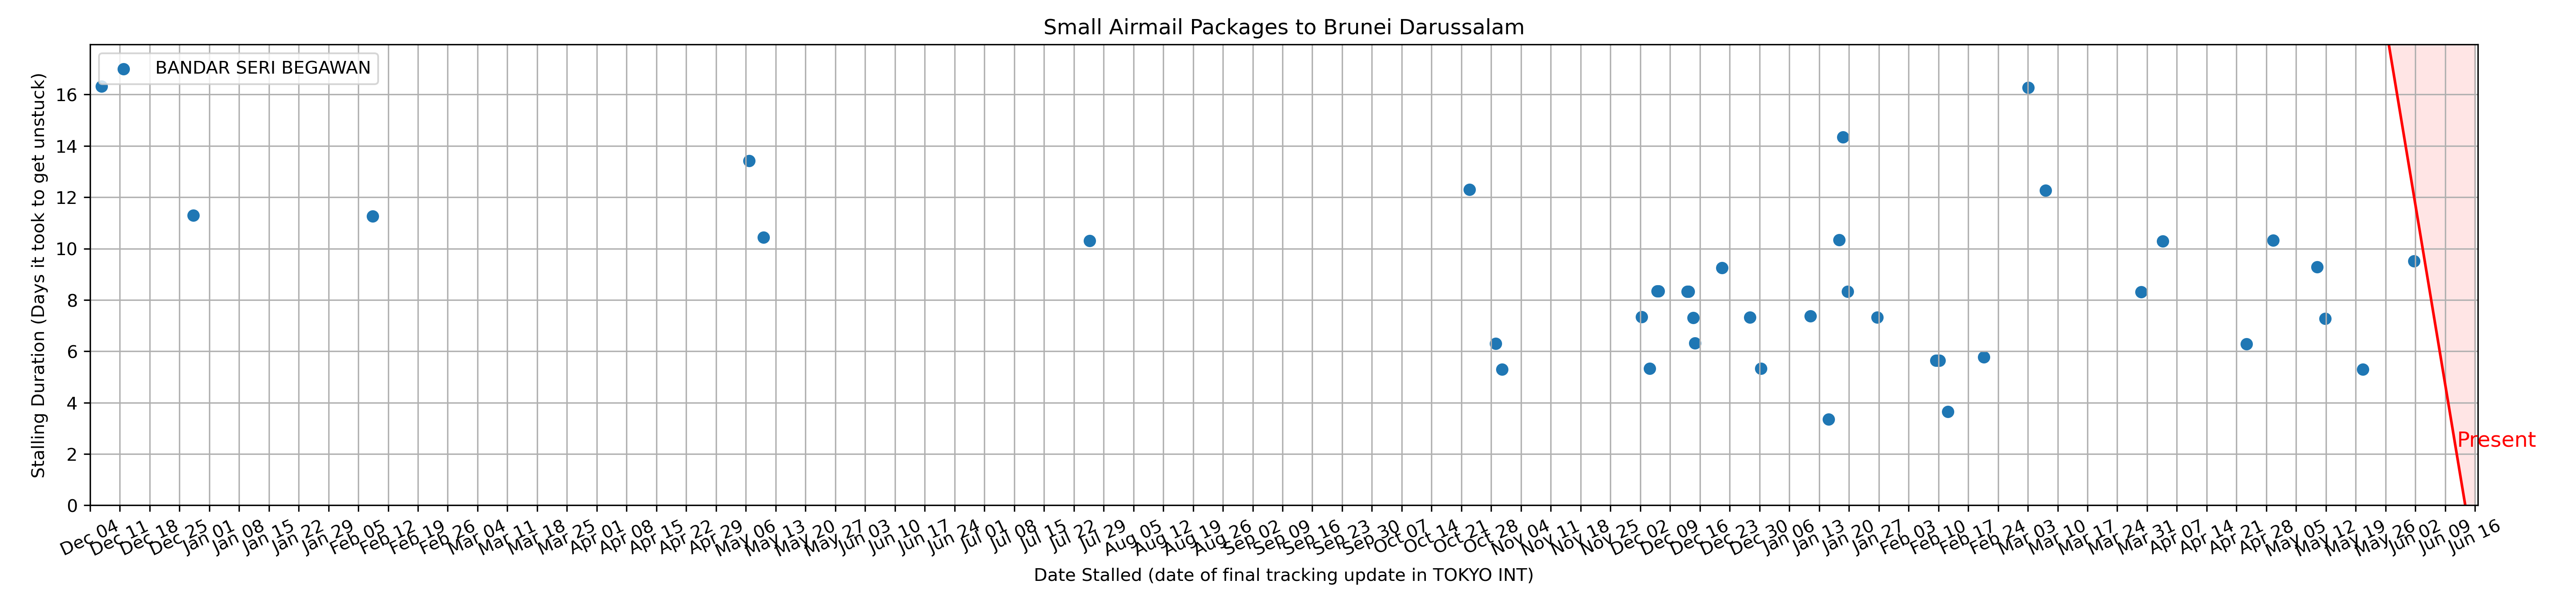 Small Airmail Packages to Brunei Darussalam
BANDAR SERI BEGAWAN
Stalling Duration (Days it took to get unstuck)
16
14
12
10
8
6
4
2
0
Present
Dec 04
Dec 11
Dec 18
Dec 25
Jan 01
Jan 08
Jan 15
Jan 22
Jan 29
Feb 05
Feb 12
Feb 19
Feb 26
Mar 04
Mar 11
Mar 18
Mar 25
Apr 01
Apr 08
Apr 15
Apr 22
Apr 29
May 06
May 13
May 20
May 27
Jun 03
Jun 10
Jun 17
Jun 24
Jul 01
Jul 08
Jul 15
Jul 22
Jul 29
Aug 05
Aug 12
Aug 19
Aug 26
Sep 02
Sep 09
Sep 16
Sep 23
Sep 30
Oct 07
Oct 14
Oct 21
Oct 28
Nov 04
Nov 11
Nov 18
Nov 25
Dec 02
Dec 09
Dec 16
Dec 23
Dec 30
Jan 06
Jan 13
Jan 20
Jan 27
Feb 03
Feb 10
Feb 17
Feb 24
Mar 03
Mar 10
Mar 17
Mar 24
Mar 31
Apr 07
Apr 14
Apr 21
Apr 28
May 05
May 12
May 19
May 26
Jun 02
Jun 09
Jun 16
Date Stalled (date of final tracking update in TOKYO INT)